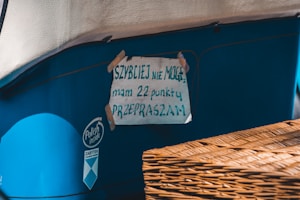 SZYBCIEJ NIE MOGĘ,
mam 22 punkty
PRZEPRASZAM